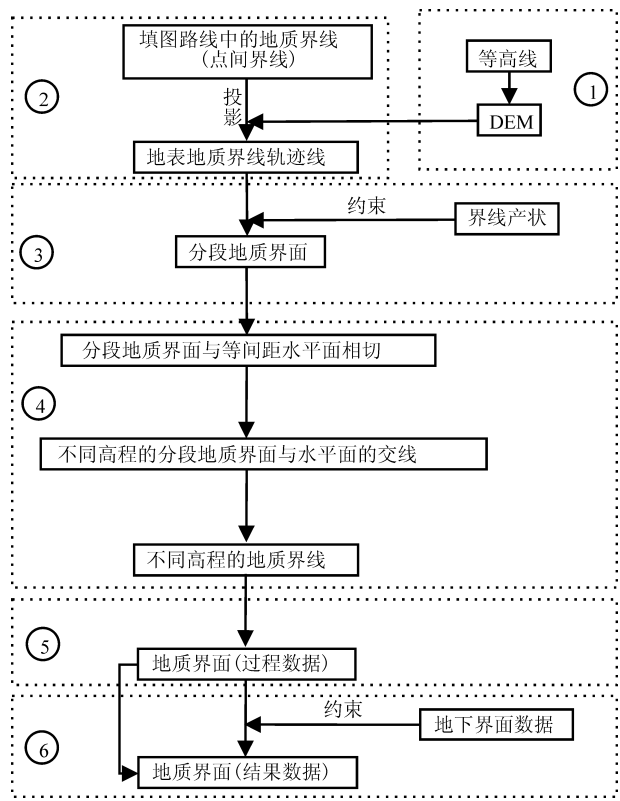 填图路线中的地质界线
(点间界线)
等高线
1
2
投影
DEM
地表地质界线轨迹线
约束
界线产状
3
分段地质界面
分段地质界面与等间距水平面相切
4
不同高程的分段地质界面与水平面的交线
不同高程的地质界线
5
地质界面(过程数据)
约束
地下界面数据
6
地质界面(结果数据)